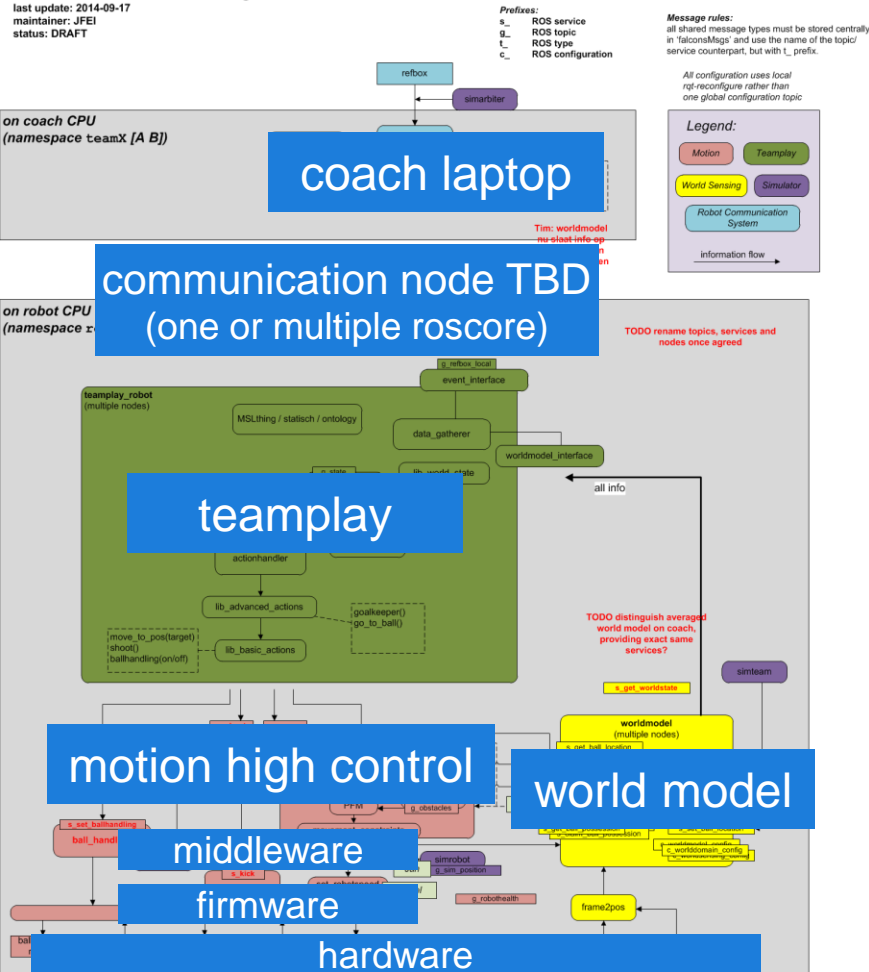 last update: 2014-09-17
maintainer: JFEI
status: DRAFT
Prefixes:
s_ ROS service
g_ ROS topic
t_ ROS type
c_ ROS configuration
Message rules:
all shared message types must be stored centrally
in 'falconsMsgs' and use the name of the topic/
service counterpart, but with t_ prefix.
All configuration uses local
rqt-reconfigure rather than
one global configuration topic
refbox
simarbiter
on coach CPU
(namespace teamX [A B])
coach laptop
Legend:
Motion
Teamplay
World Sensing
Simulator
Robot Communication
System
information flow
Tim: worldmodel
nu slaat info op
communication node TBD
(one or multiple roscore)
on robot CPU
(namespace
TODO rename topics, services and
nodes once agreed
g_refbox_local
event_interface
teamplay_robot
(multiple nodes)
MSLthing / statisch / ontology
data_gatherer
worldmodel_interface
g_state
lib_world_state
all info
teamplay
actionhandler
lib_advanced_actions
goalkeeper()
go_to_ball()
move_to_pos(target)
shoot()
ballhandling(on/off)
lib_basic_actions
TODO distinguish averaged
world model on coach,
providing exact same
services?
simteam
s_get_worldstate
worldmodel
(multiple nodes)
s_get_ball_location
motion high control
world model
PFM
g_obstacles
s_set_ballhandling
c_worlddomain_config
middleware
simrobot
g_sim_position
s_kick
g_robothealth
firmware
frame2pos
hardware